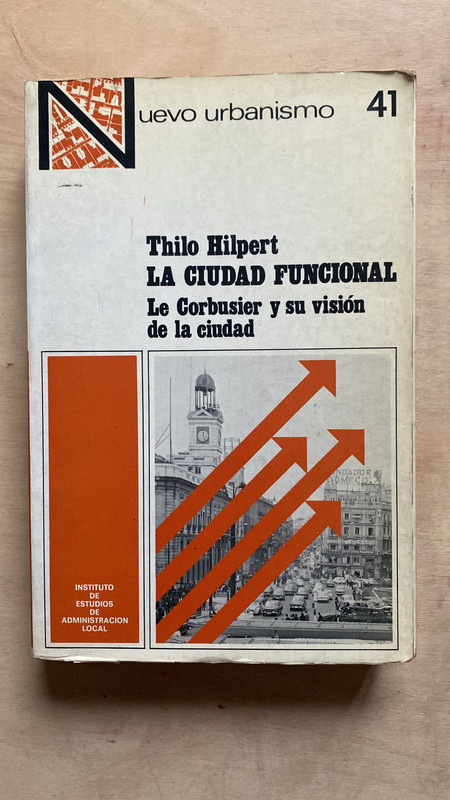 Nuevo urbanismo 41
Thilo Hilpert
LA CIUDAD FUNCIONAL
Le Corbusier y su visión
de la ciudad
INSTITUTO
DE
ESTUDIOS
DE
ADMINISTRACION
LOCAL